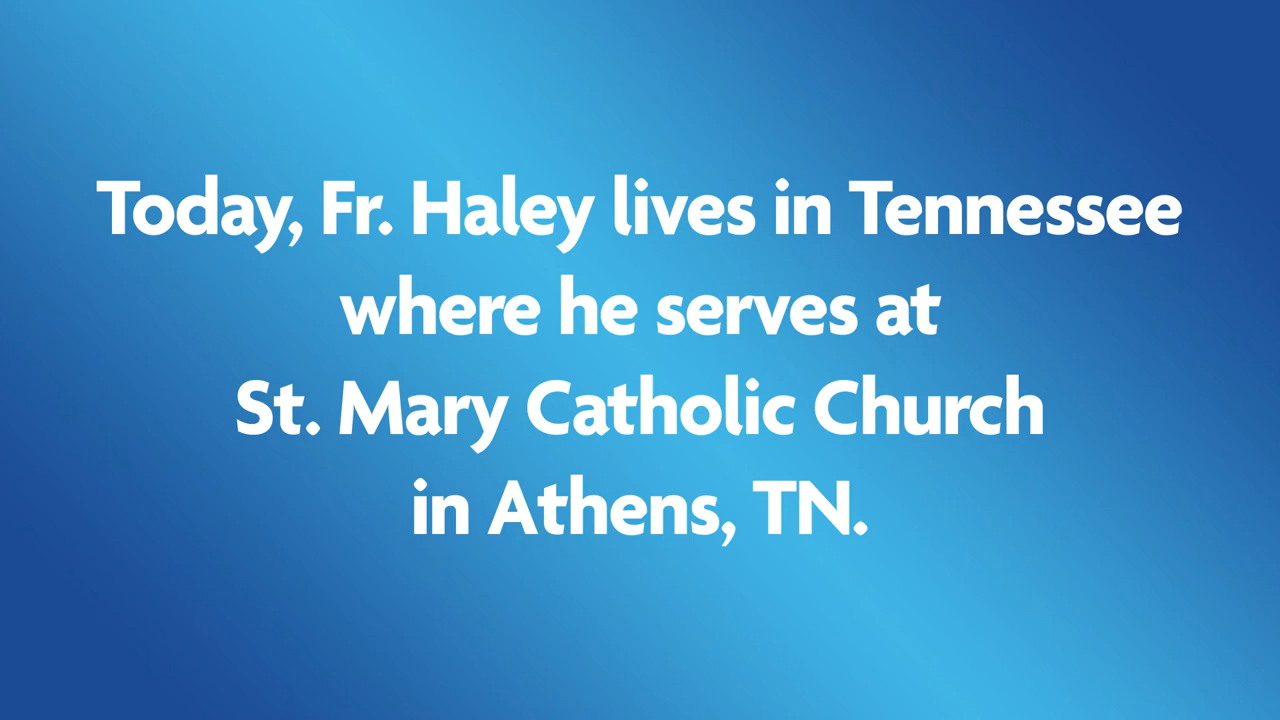 Today, Fr. Haley lives in Tennessee
where he serves at
St. Mary Catholic Church
in Athens, TN.